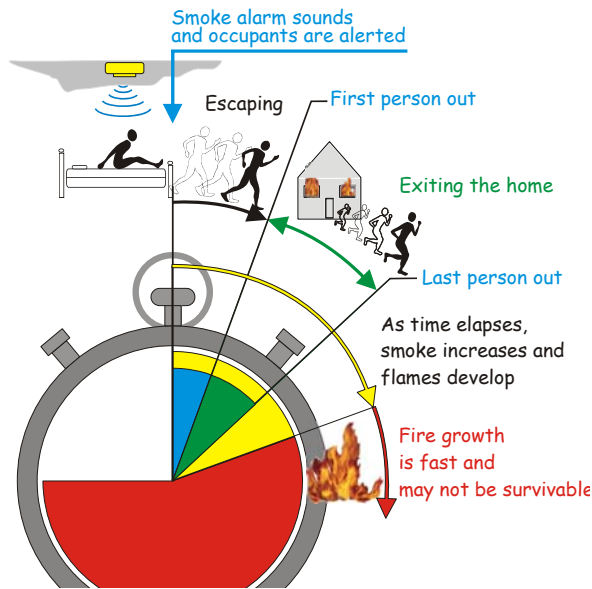 Smoke alarm sounds
and occupants are alerted
Escaping
First person out
Exiting the home
Last person out
As time elapses,
smoke increases and
flames develop
Fire growth
is fast and
may not be survivable